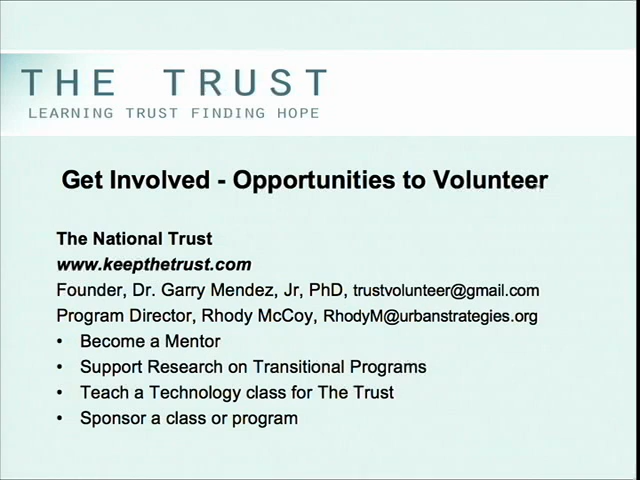 THE TRUST
LEARNING TRUST FINDING HOPE
Get Involved - Opportunities to Volunteer
The National Trust
www.keepthetrust.com
Founder, Dr. Garry Mendez, Jr, PhD, trustvolunteer@gmail.com
Program Director, Rhody McCoy, RhodyM@urbanstrategies.org
• Become a Mentor
• Support Research on Transitional Programs
• Teach a Technology class for The Trust
• Sponsor a class or program